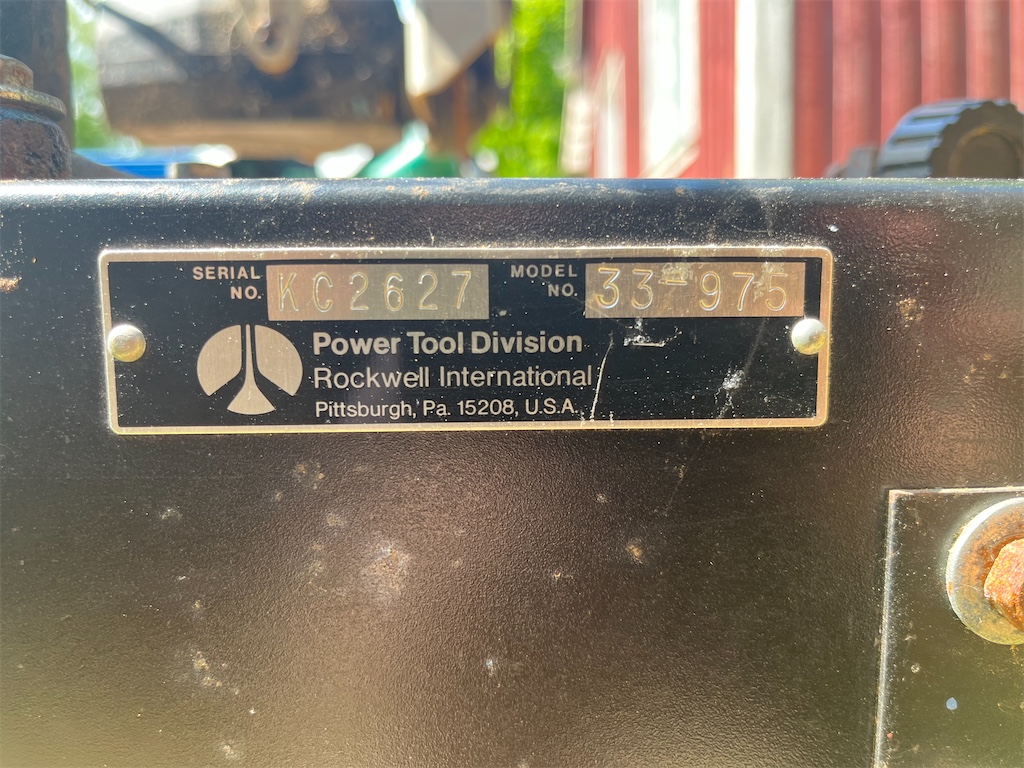 SERIAL NO. KC2627 MODEL NO. 33-975
Power Tool Division
Rockwell International
Pittsburgh, Pa. 15208, U.S.A.